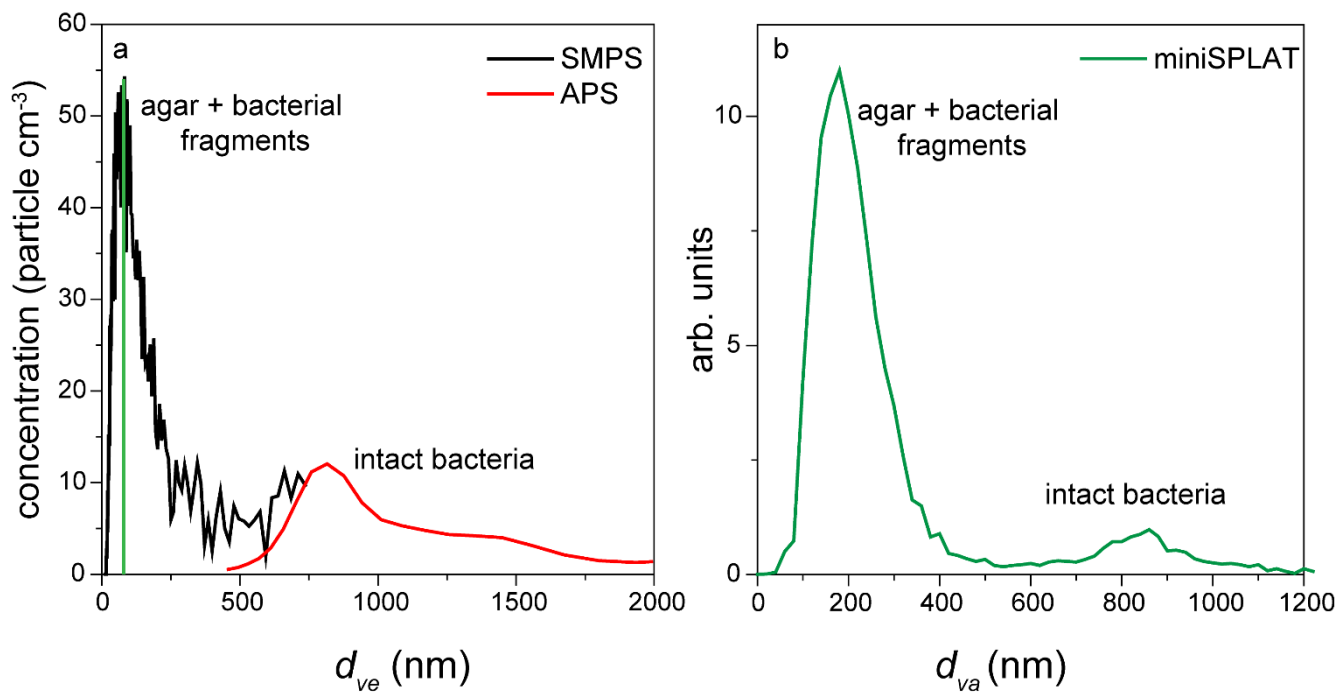 a
SMPS
APS
agar + bacterial
fragments
intact bacteria
concentration (particle cm⁻³)
60
50
40
30
20
10
0
0 500 1000 1500 2000
d_ve (nm)
b
miniSPLAT
agar + bacterial
fragments
intact bacteria
arb. units
10
5
0
0 200 400 600 800 1000 1200
d_va (nm)